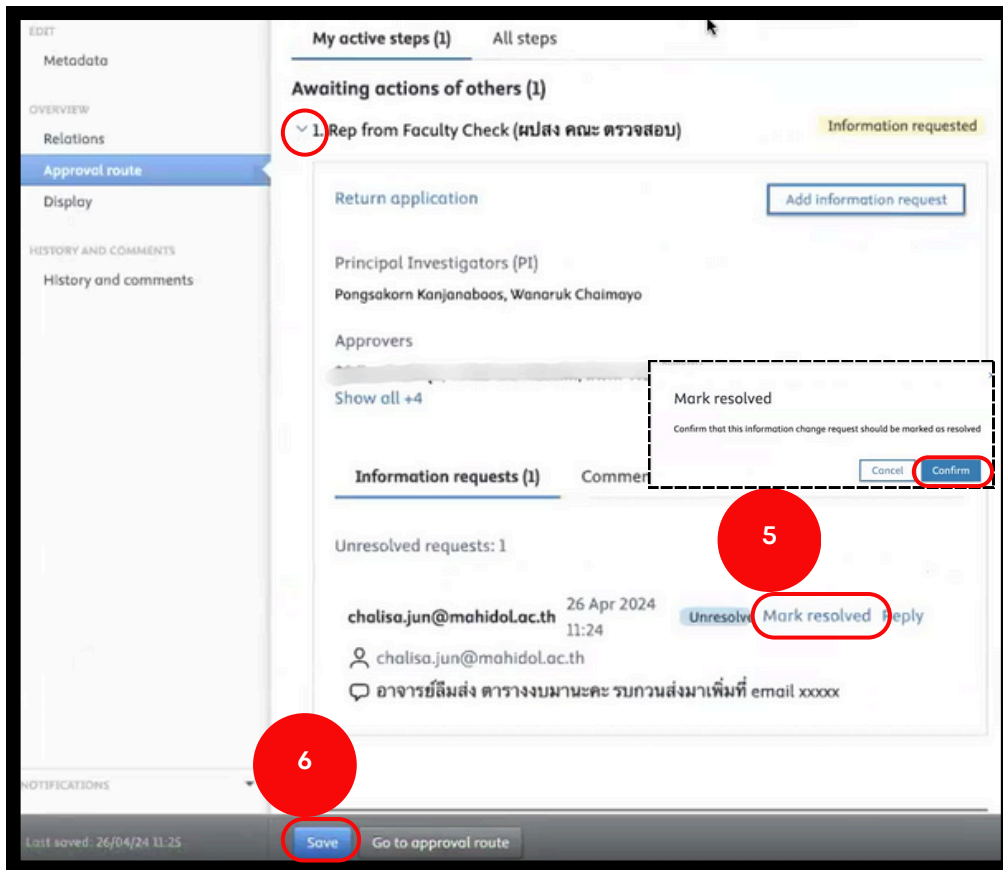 EDIT
Metadata
OVERVIEW
Relations
Approval route
Display
HISTORY AND COMMENTS
History and comments
My active steps (1) All steps
Awaiting actions of others (1)
1. Rep from Faculty Check (ผปสง คณะ ตรวจสอบ) Information requested
Return application Add information request
Principal Investigators (PI)
Pongsakorn Kanjanaboos, Wanaruk Chaimayo
Approvers
Show all +4
Mark resolved
Confirm that this information change request should be marked as resolved
Cancel Confirm
Information requests (1) Commen
5
Unresolved requests: 1
chalisa.jun@mahidol.ac.th 26 Apr 2024 11:24 Unresolve Mark resolved Reply
chalisa.jun@mahidol.ac.th
อาจารย์ลืมส่ง ตารางงบมานะคะ รบกวนส่งมาเพิ่มที่ email xxxxx
6
NOTIFICATIONS
Last saved: 26/04/24 11:25 Save Go to approval route